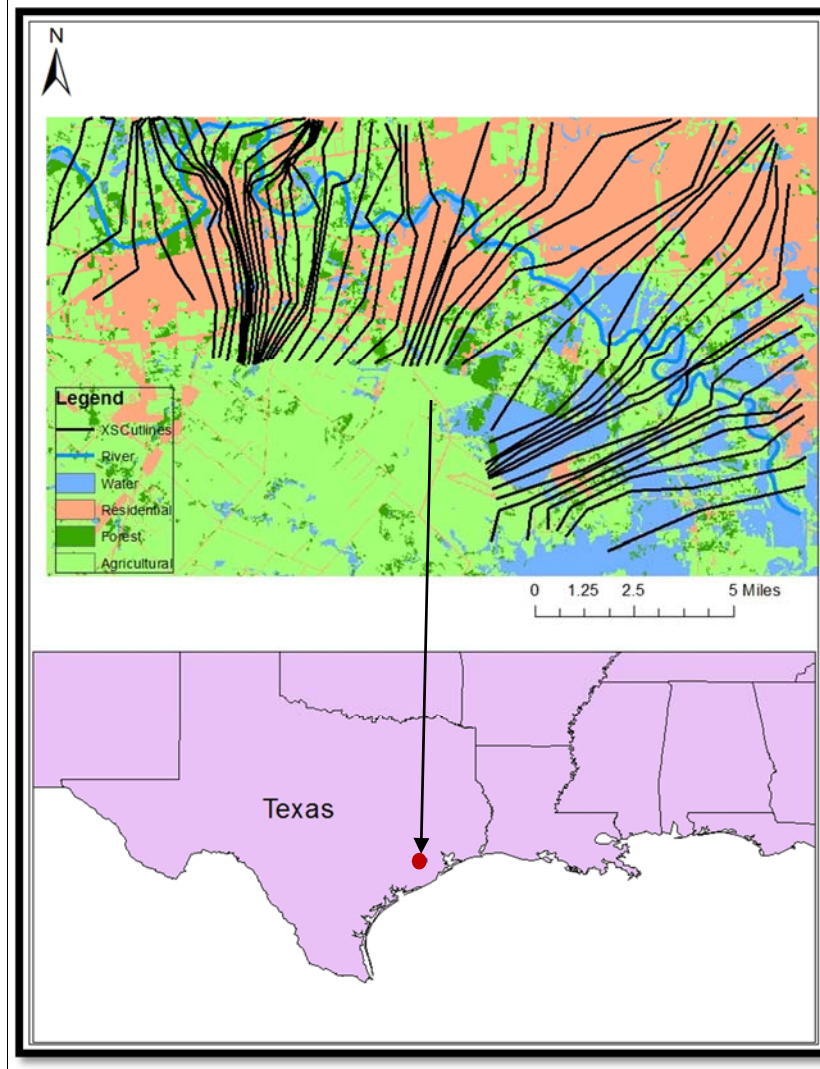 N
Legend
XSCutlines
River
Water
Residential
Forest
Agricultural
0 1.25 2.5 5 Miles
Texas